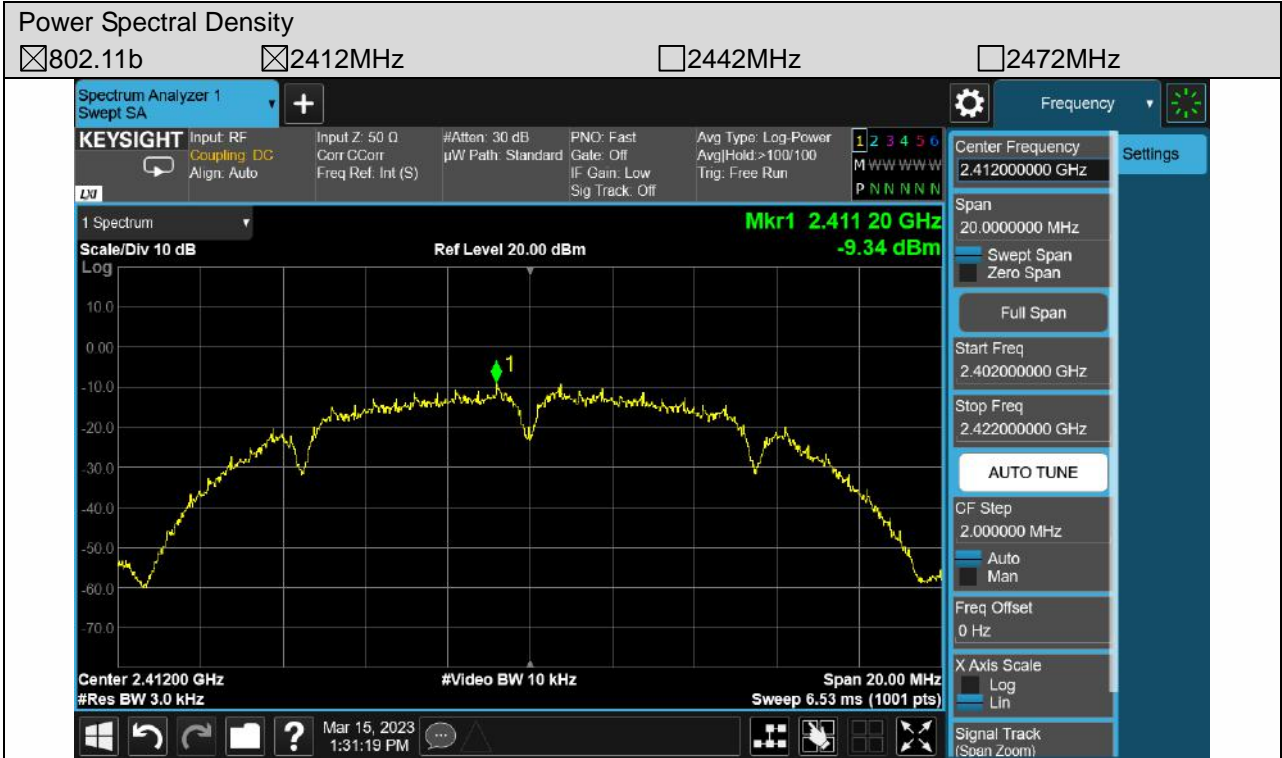 Power Spectral Density
☒802.11b ☒2412MHz ☐2442MHz ☐2472MHz
Spectrum Analyzer 1
Swept SA
+
Frequency
KEYSIGHT
LXI
Input: RF
Coupling: DC
Align: Auto
Input Z: 50 Ω
Corr CCorr
Freq Ref: Int (S)
#Atten: 30 dB
µW Path: Standard
PNO: Fast
Gate: Off
IF Gain: Low
Sig Track: Off
Avg Type: Log-Power
Avg|Hold:>100/100
Trig: Free Run
1 2 3 4 5 6
M W W W W W
P N N N N N
1 Spectrum
Scale/Div 10 dB
Ref Level 20.00 dBm
Mkr1 2.411 20 GHz
-9.34 dBm
Log
10.0
0.00
-10.0
-20.0
-30.0
-40.0
-50.0
-60.0
-70.0
1
Center 2.41200 GHz
#Res BW 3.0 kHz
#Video BW 10 kHz
Span 20.00 MHz
Sweep 6.53 ms (1001 pts)
Center Frequency
2.412000000 GHz
Settings
Span
20.0000000 MHz
Swept Span
Zero Span
Full Span
Start Freq
2.402000000 GHz
Stop Freq
2.422000000 GHz
AUTO TUNE
CF Step
2.000000 MHz
Auto
Man
Freq Offset
0 Hz
X Axis Scale
Log
Lin
Signal Track
(Span Zoom)
?
Mar 15, 2023
1:31:19 PM